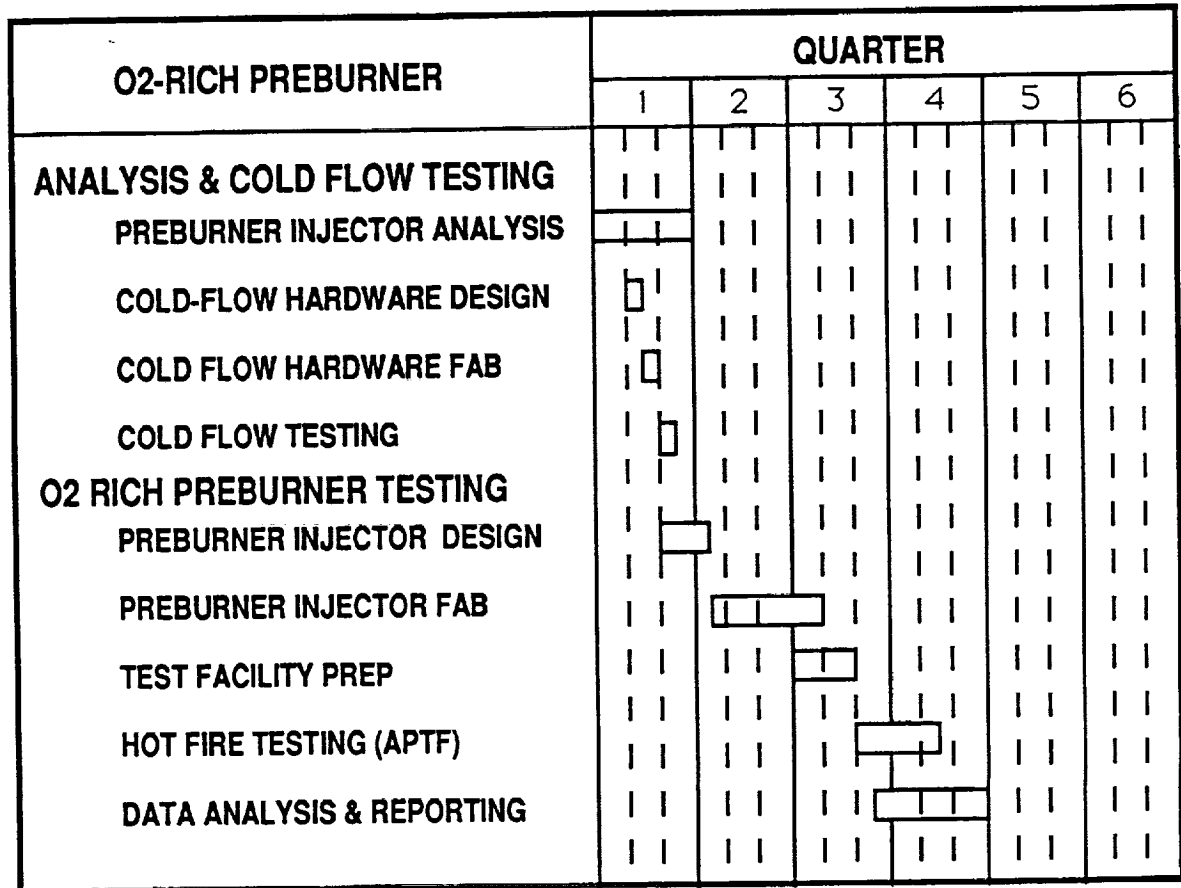 O2-RICH PREBURNER
QUARTER
1 2 3 4 5 6
ANALYSIS & COLD FLOW TESTING
PREBURNER INJECTOR ANALYSIS
COLD-FLOW HARDWARE DESIGN
COLD FLOW HARDWARE FAB
COLD FLOW TESTING
O2 RICH PREBURNER TESTING
PREBURNER INJECTOR DESIGN
PREBURNER INJECTOR FAB
TEST FACILITY PREP
HOT FIRE TESTING (APTF)
DATA ANALYSIS & REPORTING